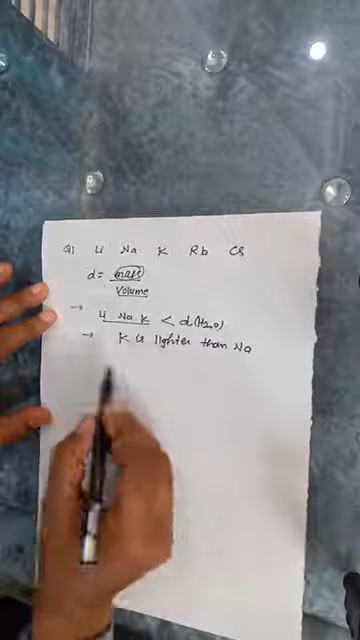 Q1 Li Na K Rb Cs
d = mass
Volume
→ Li Na K < d(H2O)
→ K is lighter than Na